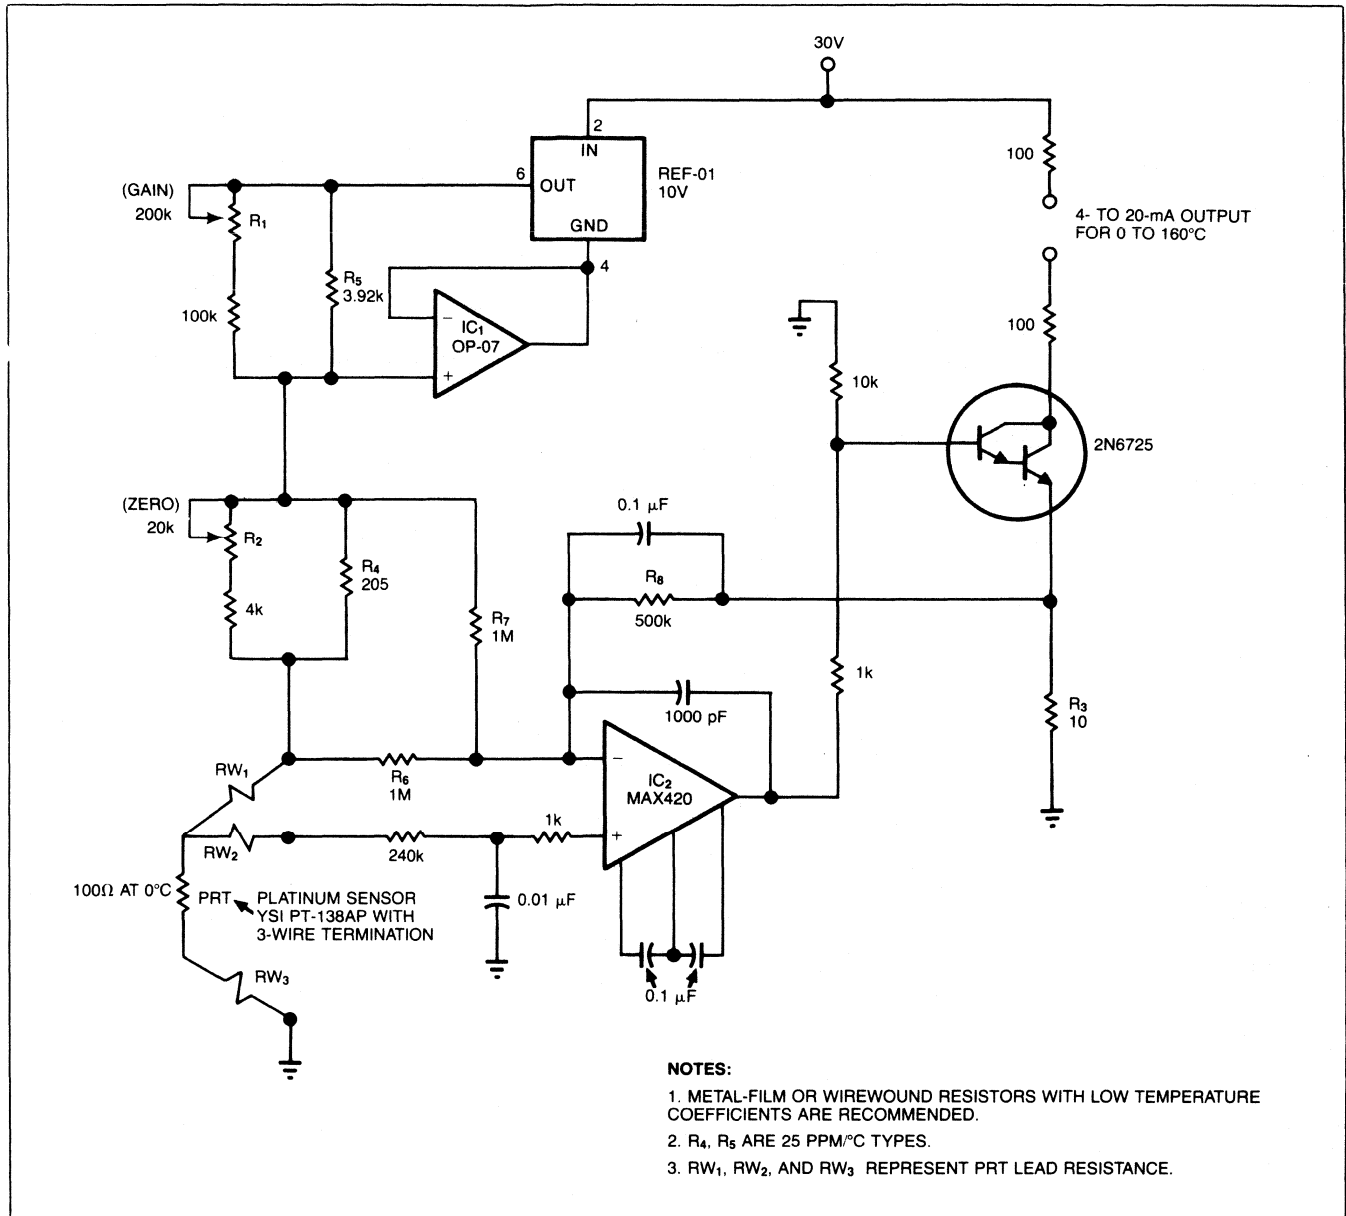 30V
2
IN
6
OUT
REF-01
10V
GND
4
100
4- TO 20-mA OUTPUT
FOR 0 TO 160°C
100
(GAIN)
200k
R1
R5
3.92k
100k
−
IC1
OP-07
+
10k
2N6725
(ZERO)
20k
R2
R4
205
4k
R7
1M
0.1 μF
R8
500k
1k
1000 pF
R3
10
RW1
R6
1M
−
IC2
MAX420
+
RW2
240k
1k
100Ω AT 0°C
PRT
PLATINUM SENSOR
YSI PT-138AP WITH
3-WIRE TERMINATION
0.01 μF
RW3
0.1 μF
NOTES:
1. METAL-FILM OR WIREWOUND RESISTORS WITH LOW TEMPERATURE
COEFFICIENTS ARE RECOMMENDED.
2. R4, R5 ARE 25 PPM/°C TYPES.
3. RW1, RW2, AND RW3 REPRESENT PRT LEAD RESISTANCE.